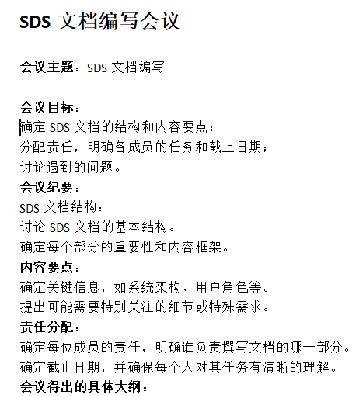 SDS 文档编写会议
会议主题：SDS 文档编写
会议目标：
确定 SDS 文档的结构和内容要点；
分配责任，明确各成员的任务和截止日期；
讨论遇到的问题。
会议纪要：
SDS 文档结构：
讨论 SDS 文档的基本结构。
确定每个部分的重要性和内容框架。
内容要点：
确定关键信息，如系统架构、用户角色等。
提出可能需要特别关注的细节或特殊需求。
责任分配：
确定每位成员的责任，明确谁负责撰写文档的哪一部分。
确定截止日期，并确保每个人对其任务有清晰的理解。
会议得出的具体大纲：